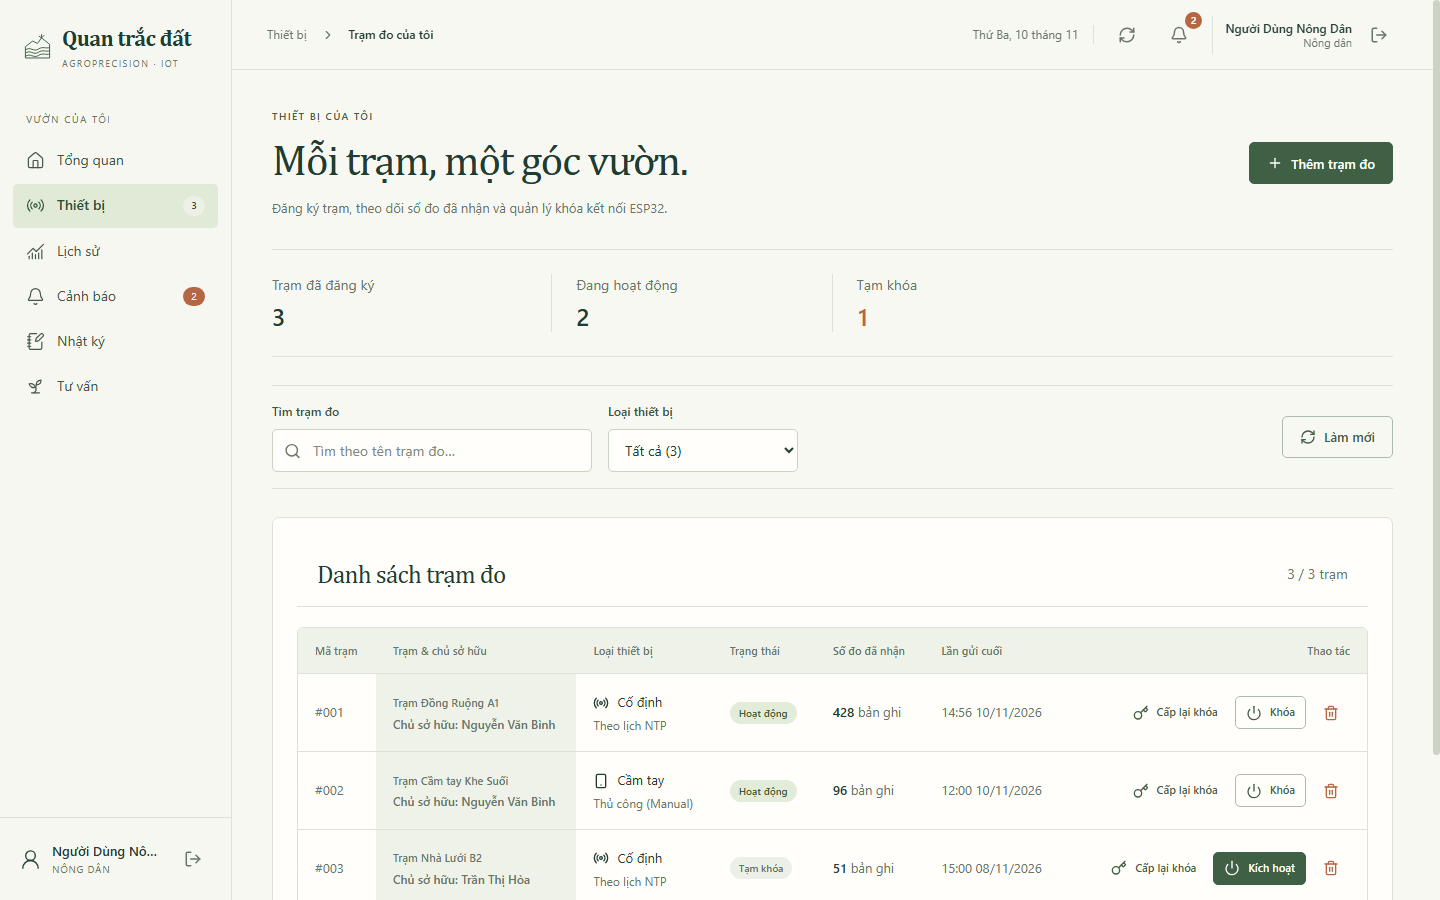 Quan trắc đất
AGROPRECISION · IOT
VƯỜN CỦA TÔI
Tổng quan
Thiết bị 3
Lịch sử
Cảnh báo 2
Nhật ký
Tư vấn
Người Dùng Nô...
NÔNG DÂN
Thiết bị > Trạm đo của tôi
Thứ Ba, 10 tháng 11
2
Người Dùng Nông Dân
Nông dân
THIẾT BỊ CỦA TÔI
Mỗi trạm, một góc vườn.
Đăng ký trạm, theo dõi số đo đã nhận và quản lý khóa kết nối ESP32.
+ Thêm trạm đo
Trạm đã đăng ký
3
Đang hoạt động
2
Tạm khóa
1
Tìm trạm đo
Tìm theo tên trạm đo...
Loại thiết bị
Tất cả (3)
Làm mới
Danh sách trạm đo
3 / 3 trạm
Mã trạm Trạm & chủ sở hữu Loại thiết bị Trạng thái Số đo đã nhận Lần gửi cuối Thao tác
#001 Trạm Đồng Ruộng A1 Cố định Hoạt động 428 bản ghi 14:56 10/11/2026 Cấp lại khóa Khóa
Chủ sở hữu: Nguyễn Văn Bình Theo lịch NTP
#002 Trạm Cầm tay Khe Suối Cầm tay Hoạt động 96 bản ghi 12:00 10/11/2026 Cấp lại khóa Khóa
Chủ sở hữu: Nguyễn Văn Bình Thủ công (Manual)
#003 Trạm Nhà Lưới B2 Cố định Tạm khóa 51 bản ghi 15:00 08/11/2026 Cấp lại khóa Kích hoạt
Chủ sở hữu: Trần Thị Hòa Theo lịch NTP